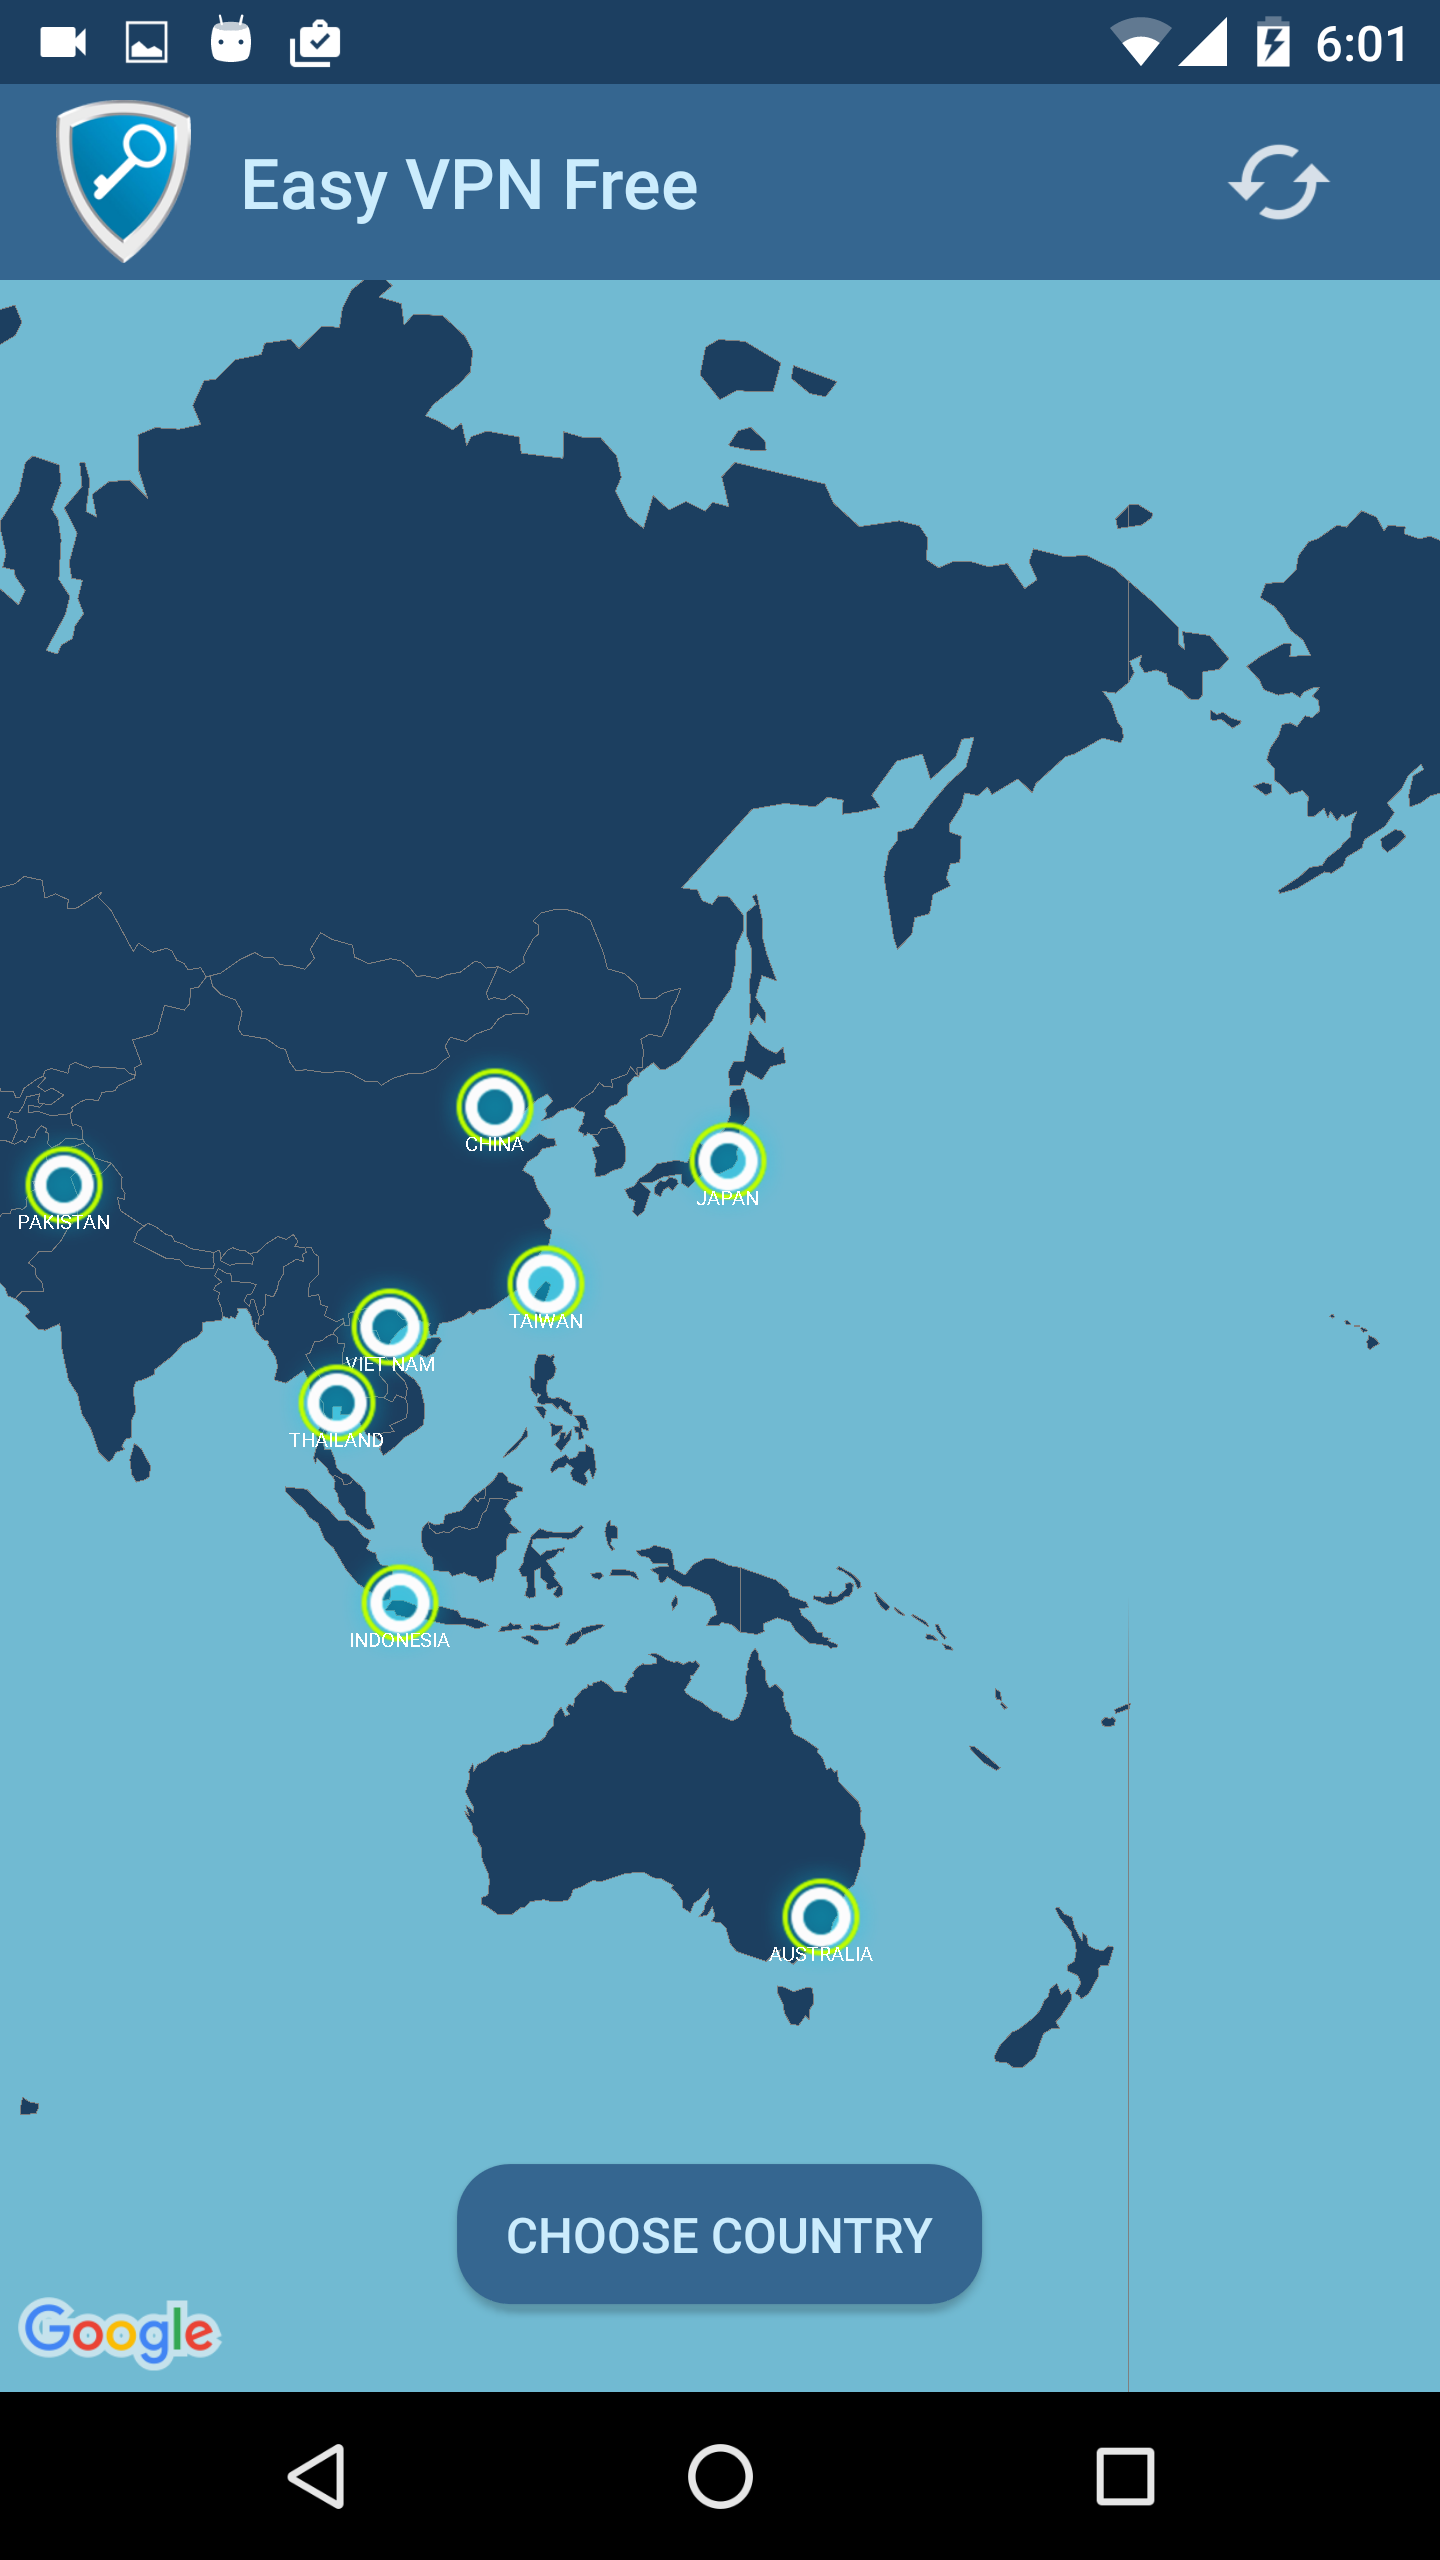 6:01
Easy VPN Free
CHINA
JAPAN
PAKISTAN
TAIWAN
VIET NAM
THAILAND
INDONESIA
AUSTRALIA
CHOOSE COUNTRY
Google